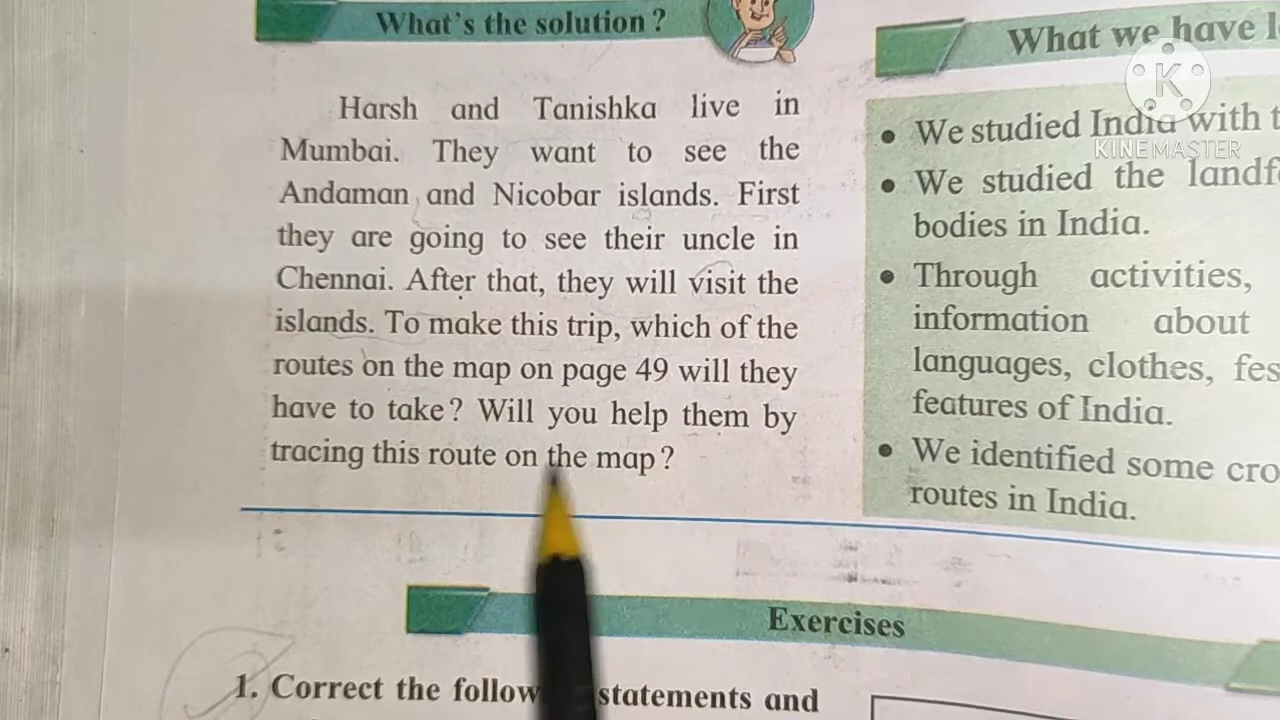 What's the solution ?
Harsh and Tanishka live in
Mumbai. They want to see the
Andaman and Nicobar islands. First
they are going to see their uncle in
Chennai. After that, they will visit the
islands. To make this trip, which of the
routes on the map on page 49 will they
have to take? Will you help them by
tracing this route on the map ?
What we have l
K
KINEMASTER
• We studied India with t
• We studied the landf
bodies in India.
• Through activities,
information about
languages, clothes, fes
features of India.
• We identified some cro
routes in India.
Exercises
1. Correct the follow statements and